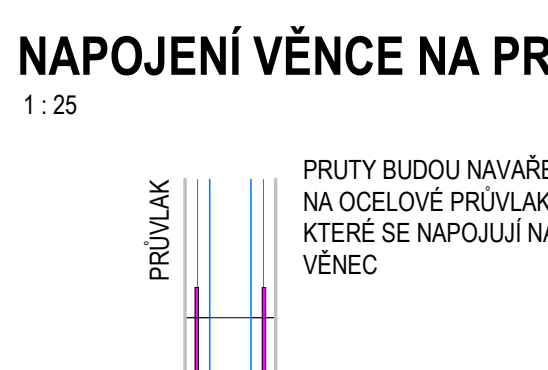 NAPOJENÍ VĚNCE NA PR
1 : 25
PRŮVLAK
PRUTY BUDOU NAVAŘE
NA OCELOVÉ PRŮVLAK
KTERÉ SE NAPOJUJÍ NA
VĚNEC